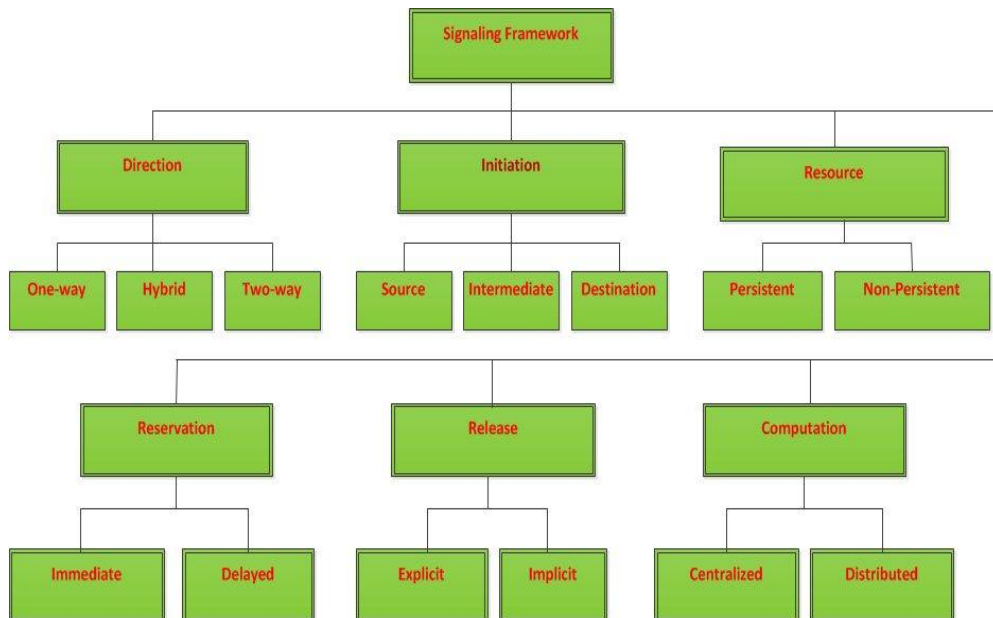 Signaling Framework
Direction
Initiation
Resource
One-way
Hybrid
Two-way
Source
Intermediate
Destination
Persistent
Non-Persistent
Reservation
Release
Computation
Immediate
Delayed
Explicit
Implicit
Centralized
Distributed